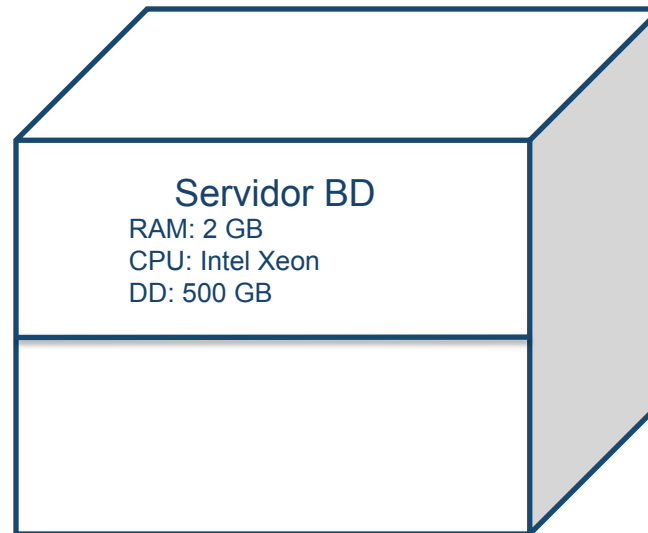 Servidor BD
RAM: 2 GB
CPU: Intel Xeon
DD: 500 GB